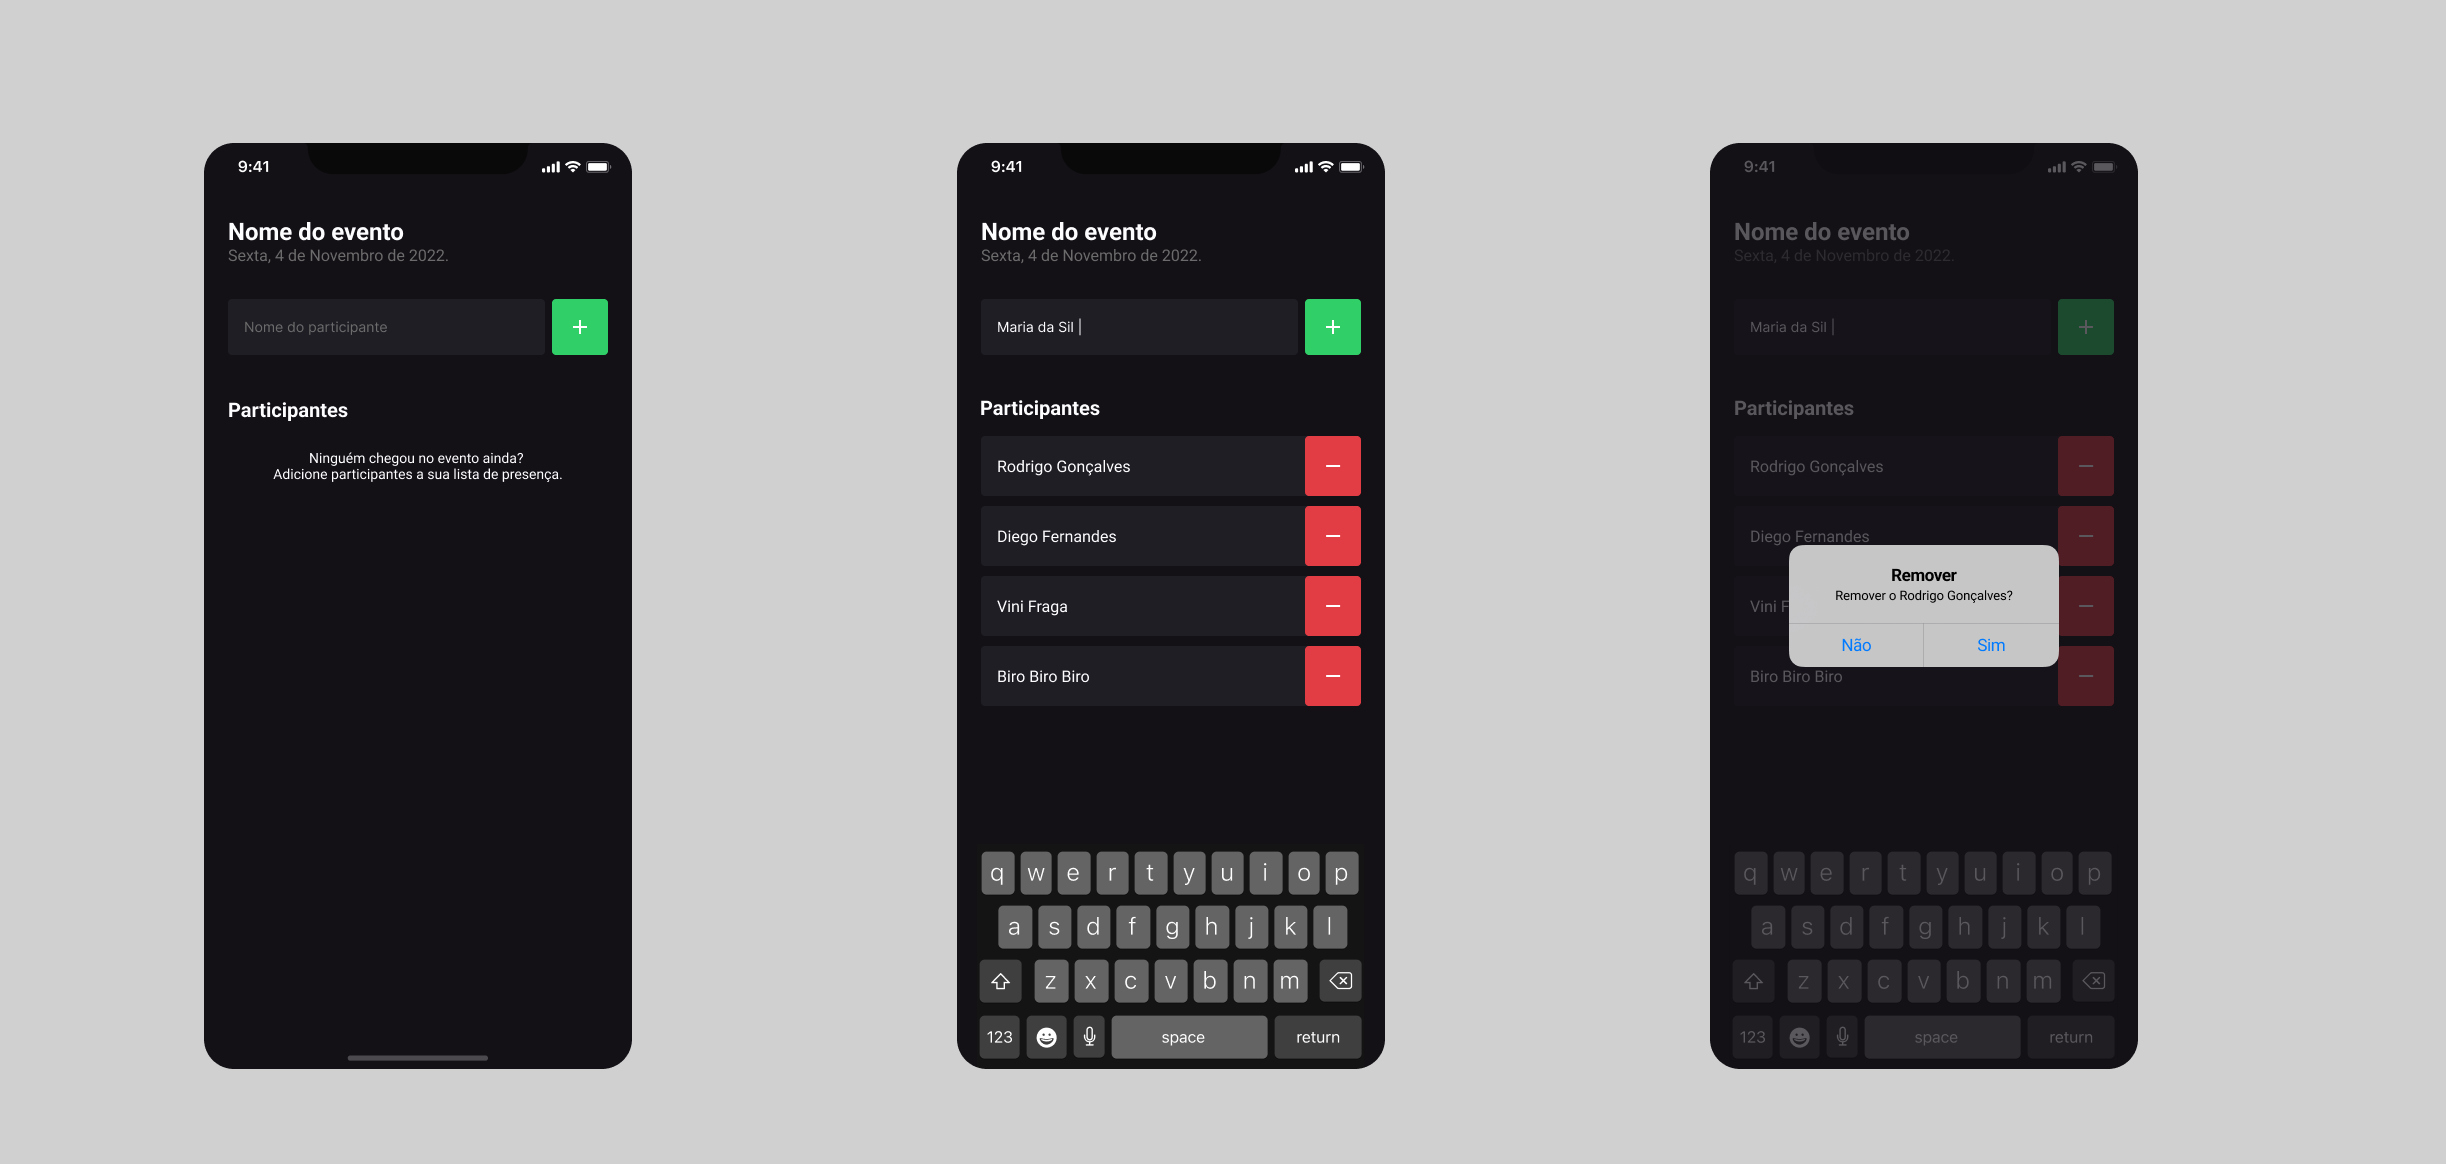 9:41
Nome do evento
Sexta, 4 de Novembro de 2022.
Nome do participante
+
Participantes
Ninguém chegou no evento ainda?
Adicione participantes a sua lista de presença.
9:41
Nome do evento
Sexta, 4 de Novembro de 2022.
Maria da Sil |
+
Participantes
Rodrigo Gonçalves
Diego Fernandes
Vini Fraga
Biro Biro Biro
q w e r t y u i o p
a s d f g h j k l
z x c v b n m
123 space return
9:41
Nome do evento
Sexta, 4 de Novembro de 2022.
Maria da Sil |
+
Participantes
Rodrigo Gonçalves
Diego Fernandes
Vini F
Remover
Remover o Rodrigo Gonçalves?
Não Sim
Biro Biro Biro
q w e r t y u i o p
a s d f g h j k l
z x c v b n m
123 space return